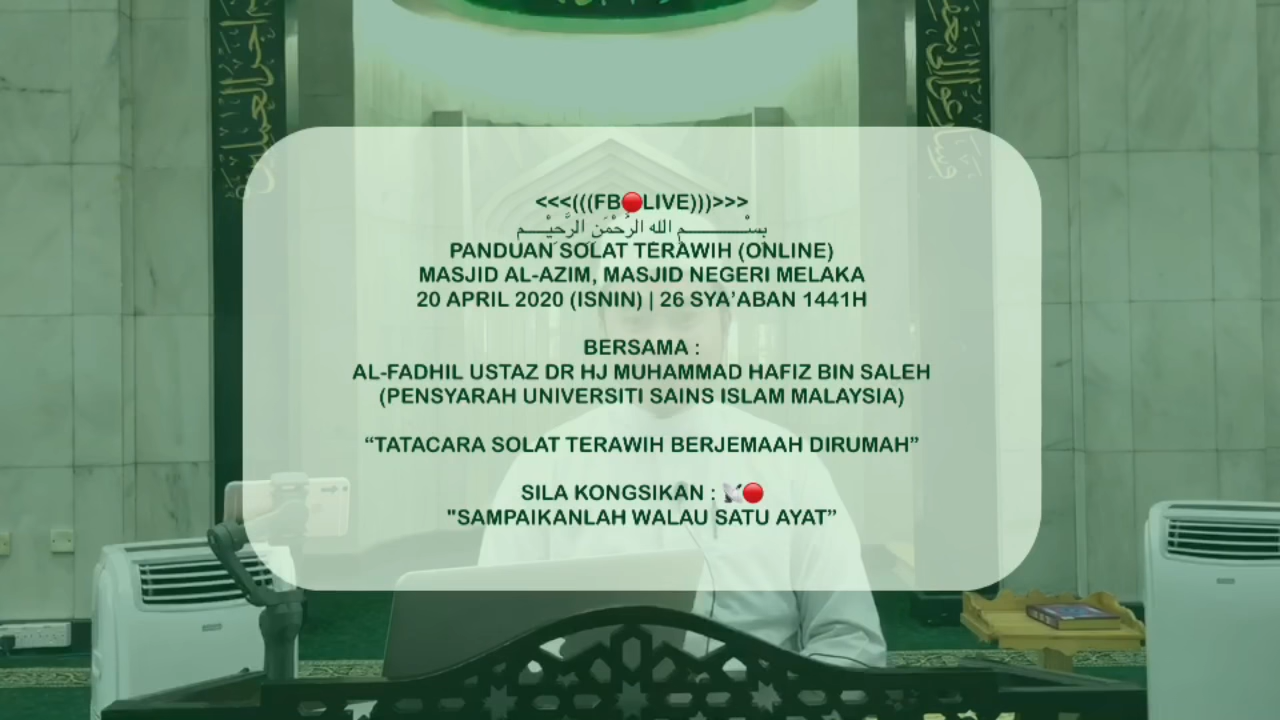 <<<(((FB🔴LIVE)))>>>
بِسْــــــــــــمِ اللهِ الرَّحْمَنِ الرَّحِيْـــم
PANDUAN SOLAT TERAWIH (ONLINE)
MASJID AL-AZIM, MASJID NEGERI MELAKA
20 APRIL 2020 (ISNIN) | 26 SYA’ABAN 1441H
BERSAMA :
AL-FADHIL USTAZ DR HJ MUHAMMAD HAFIZ BIN SALEH
(PENSYARAH UNIVERSITI SAINS ISLAM MALAYSIA)
“TATACARA SOLAT TERAWIH BERJEMAAH DIRUMAH”
SILA KONGSIKAN : 🕊🔴
"SAMPAIKANLAH WALAU SATU AYAT”